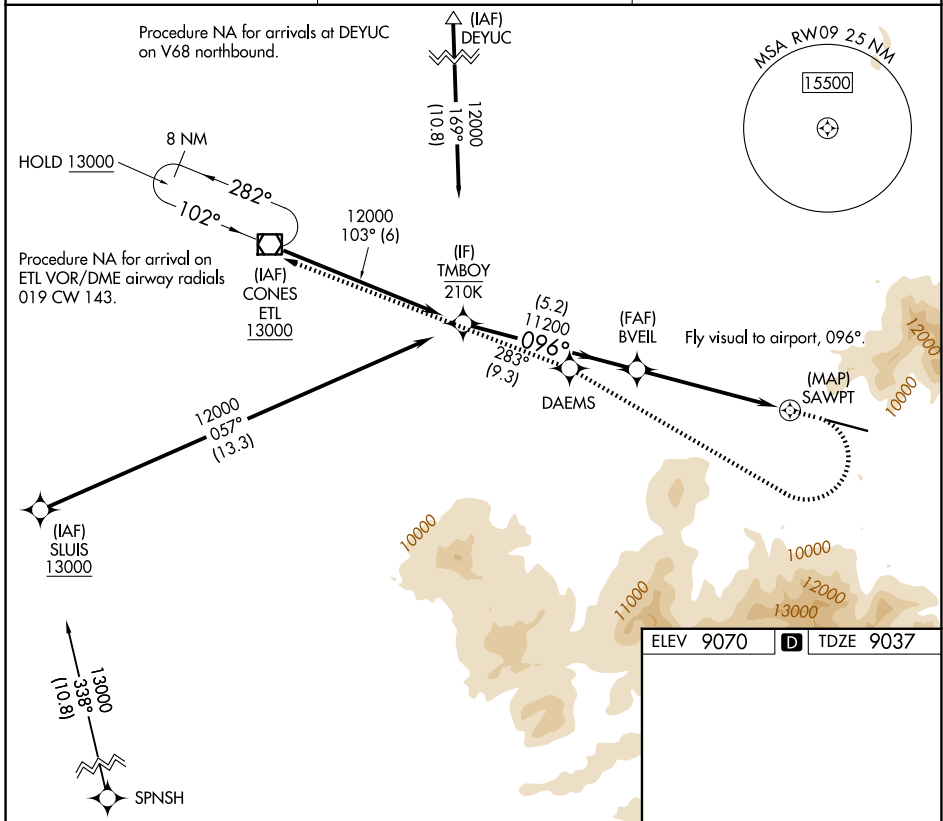 Procedure NA for arrivals at DEYUC
on V68 northbound.
(IAF)
DEYUC
12000
169°
(10.8)
MSA RW09 25 NM
15500
8 NM
HOLD 13000
282°
102°
12000
103° (6)
Procedure NA for arrival on
ETL VOR/DME airway radials
019 CW 143.
(IAF)
CONES
ETL
13000
(IF)
TMBOY
210K
(5.2)
11200
096°
283°
(9.3)
(FAF)
BVEIL
Fly visual to airport, 096°.
DAEMS
(MAP)
SAWPT
12000
10000
12000
057°
(13.3)
(IAF)
SLUIS
13000
10000
11000
10000
12000
13000
13000
338°
(10.8)
SPNSH
ELEV 9070 D TDZE 9037